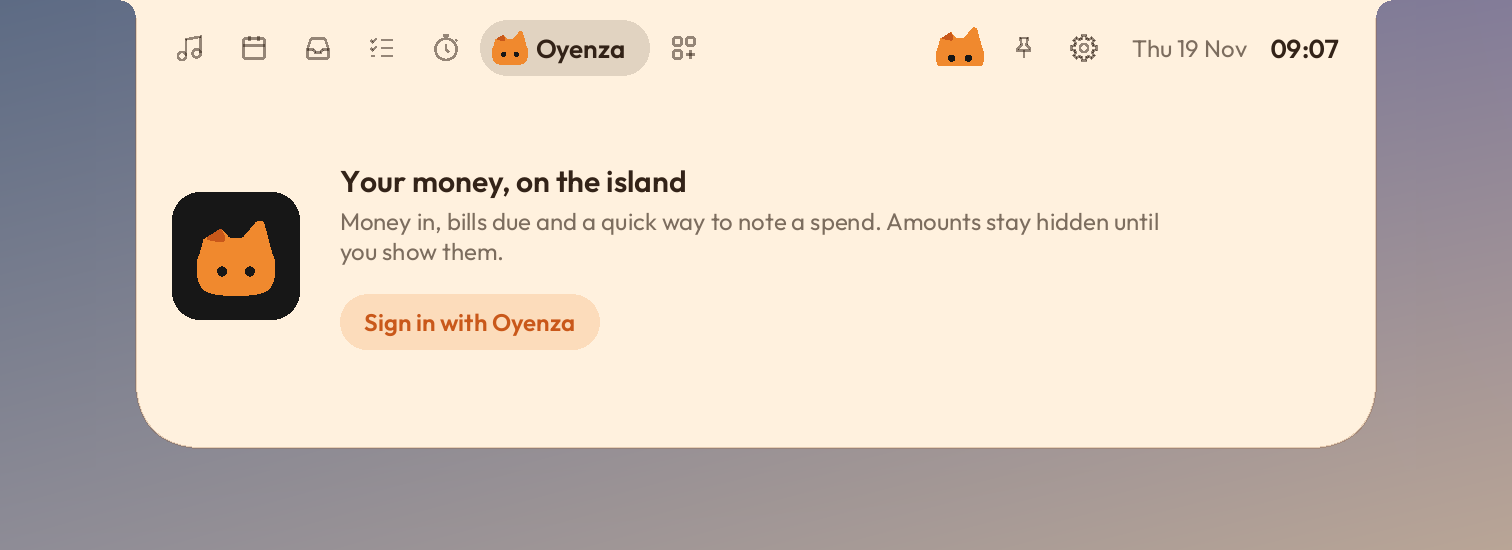 Oyenza
Thu 19 Nov 09:07
Your money, on the island
Money in, bills due and a quick way to note a spend. Amounts stay hidden until
you show them.
Sign in with Oyenza